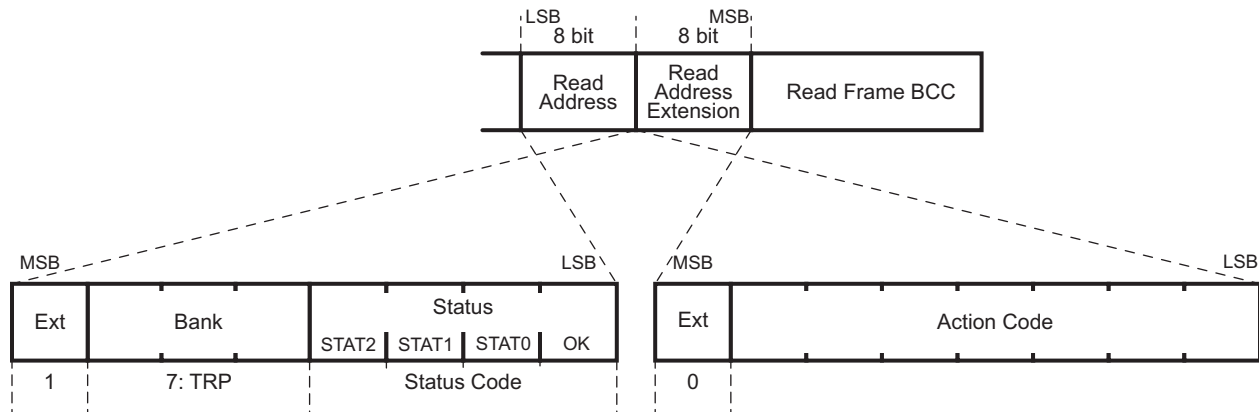 LSB MSB
8 bit 8 bit
Read Address
Read Address Extension
Read Frame BCC
MSB LSB MSB LSB
Ext
Bank
Status
STAT2 STAT1 STAT0 OK
Ext
Action Code
1 7: TRP Status Code 0